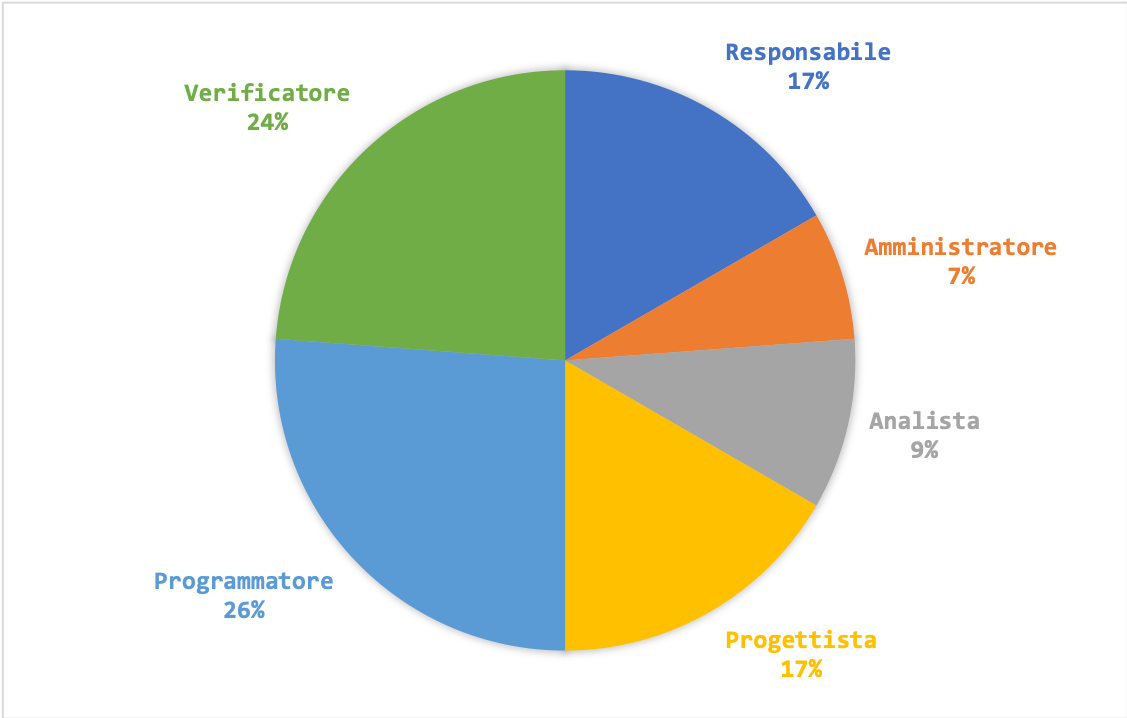 Responsabile
17%
Verificatore
24%
Amministratore
7%
Analista
9%
Programmatore
26%
Progettista
17%